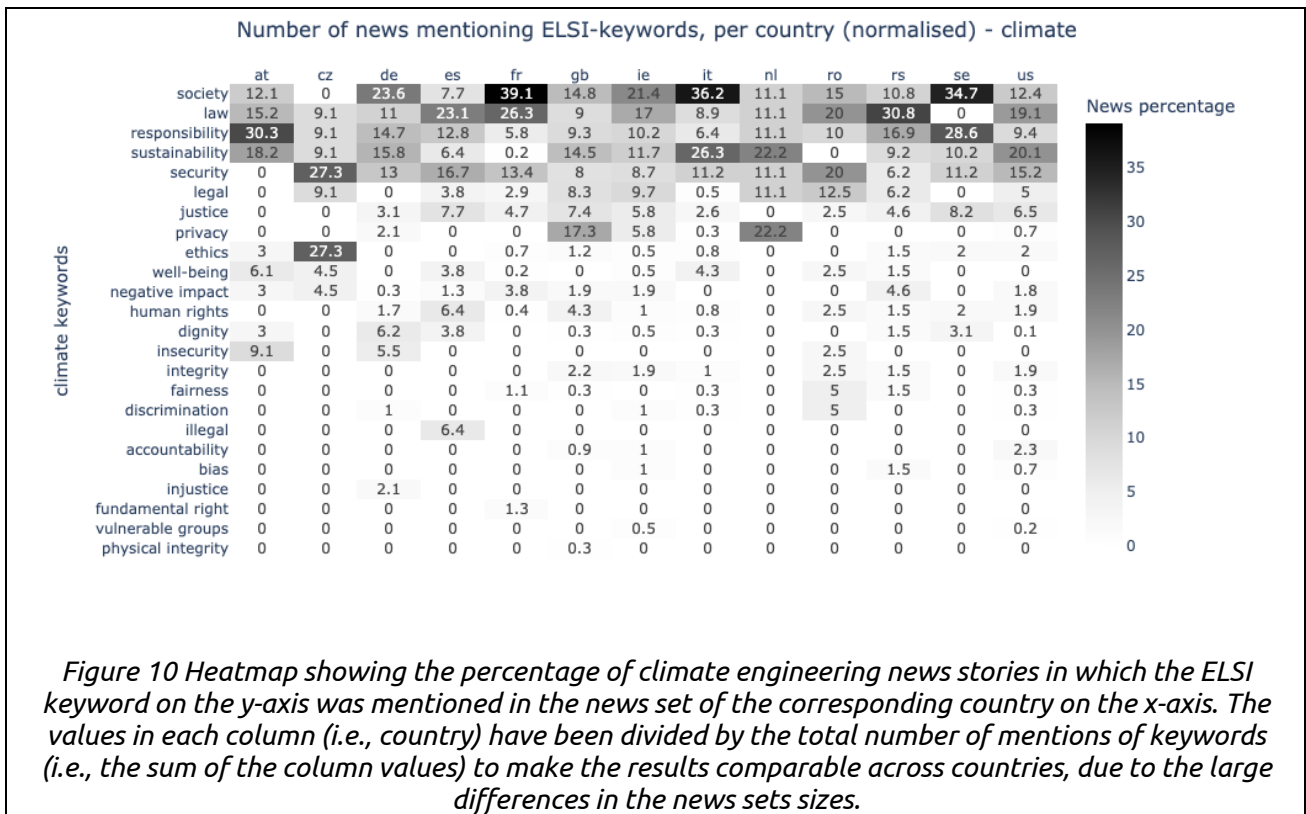 Number of news mentioning ELSI-keywords, per country (normalised) - climate
at cz de es fr gb ie it nl ro rs se us
society 12.1 0 23.6 7.7 39.1 14.8 21.4 36.2 11.1 15 10.8 34.7 12.4
law 15.2 9.1 11 23.1 26.3 9 17 8.9 11.1 20 30.8 0 19.1
responsibility 30.3 9.1 14.7 12.8 5.8 9.3 10.2 6.4 11.1 10 16.9 28.6 9.4
sustainability 18.2 9.1 15.8 6.4 0.2 14.5 11.7 26.3 22.2 0 9.2 10.2 20.1
security 0 27.3 13 16.7 13.4 8 8.7 11.2 11.1 20 6.2 11.2 15.2
legal 0 9.1 0 3.8 2.9 8.3 9.7 0.5 11.1 12.5 6.2 0 5
justice 0 0 3.1 7.7 4.7 7.4 5.8 2.6 0 2.5 4.6 8.2 6.5
privacy 0 0 2.1 0 0 17.3 5.8 0.3 22.2 0 0 0 0.7
ethics 3 27.3 0 0 0.7 1.2 0.5 0.8 0 0 1.5 2 2
well-being 6.1 4.5 0 3.8 0.2 0 0.5 4.3 0 2.5 1.5 0 0
negative impact 3 4.5 0.3 1.3 3.8 1.9 1.9 0 0 0 4.6 0 1.8
human rights 0 0 1.7 6.4 0.4 4.3 1 0.8 0 2.5 1.5 2 1.9
dignity 3 0 6.2 3.8 0 0.3 0.5 0.3 0 0 1.5 3.1 0.1
insecurity 9.1 0 5.5 0 0 0 0 0 0 2.5 0 0 0
integrity 0 0 0 0 0 2.2 1.9 1 0 2.5 1.5 0 1.9
fairness 0 0 0 0 1.1 0.3 0 0.3 0 5 1.5 0 0.3
discrimination 0 0 1 0 0 0 1 0.3 0 5 0 0 0.3
illegal 0 0 0 6.4 0 0 0 0 0 0 0 0 0
accountability 0 0 0 0 0 0.9 1 0 0 0 0 0 2.3
bias 0 0 0 0 0 0 1 0 0 0 1.5 0 0.7
injustice 0 0 2.1 0 0 0 0 0 0 0 0 0 0
fundamental right 0 0 0 0 1.3 0 0 0 0 0 0 0 0
vulnerable groups 0 0 0 0 0 0 0.5 0 0 0 0 0 0.2
physical integrity 0 0 0 0 0 0.3 0 0 0 0 0 0 0
climate keywords
News percentage
35
30
25
20
15
10
5
0
Figure 10 Heatmap showing the percentage of climate engineering news stories in which the ELSI
keyword on the y-axis was mentioned in the news set of the corresponding country on the x-axis. The
values in each column (i.e., country) have been divided by the total number of mentions of keywords
(i.e., the sum of the column values) to make the results comparable across countries, due to the large
differences in the news sets sizes.